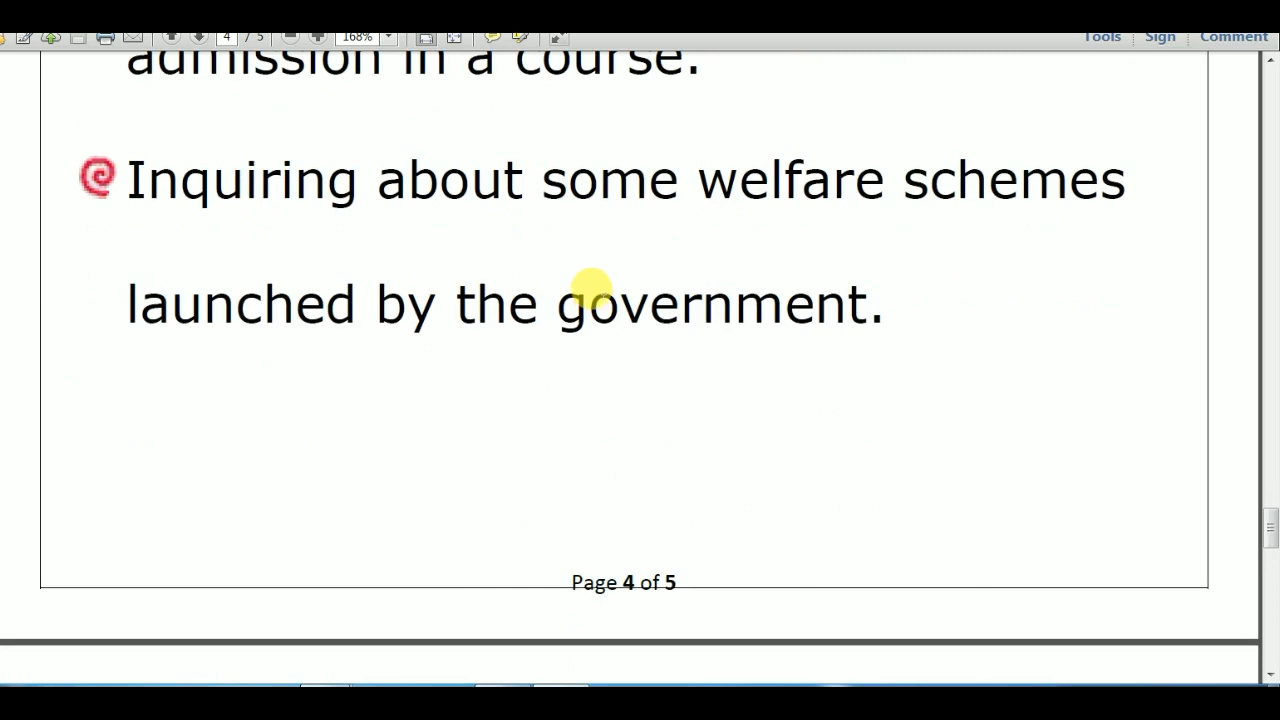 4 / 5 168% Tools Sign Comment
admission in a course.
Inquiring about some welfare schemes
launched by the government.
Page 4 of 5